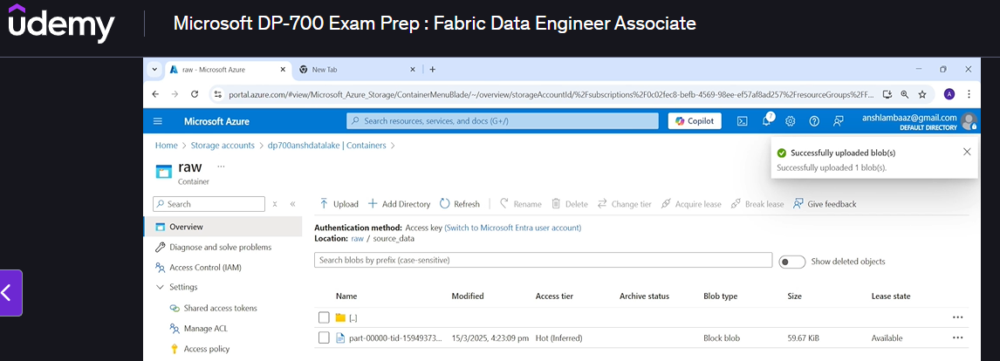 ûdemy
Microsoft DP-700 Exam Prep : Fabric Data Engineer Associate
raw - Microsoft Azure
New Tab
portal.azure.com/#view/Microsoft_Azure_Storage/ContainerMenuBlade/~/overview/storageAccountId/%2Fsubscriptions%2F0c02fec8-befb-4569-98ee-ef57af8ad257%2FresourceGroups%2FF...
A
Microsoft Azure
Search resources, services, and docs (G+/)
Copilot
7
anshlambaaz@gmail.com
DEFAULT DIRECTORY
Home > Storage accounts > dp700anshdatalake | Containers >
Successfully uploaded blob(s)
Successfully uploaded 1 blob(s).
raw ...
Container
Search
Upload Add Directory Refresh Rename Delete Change tier Acquire lease Break lease Give feedback
Overview
Diagnose and solve problems
Access Control (IAM)
Settings
Shared access tokens
Manage ACL
Access policy
Authentication method: Access key (Switch to Microsoft Entra user account)
Location: raw / source_data
Search blobs by prefix (case-sensitive)
Show deleted objects
Name Modified Access tier Archive status Blob type Size Lease state
[..]
part-00000-tid-15949373... 15/3/2025, 4:23:09 pm Hot (Inferred) Block blob 59.67 KiB Available